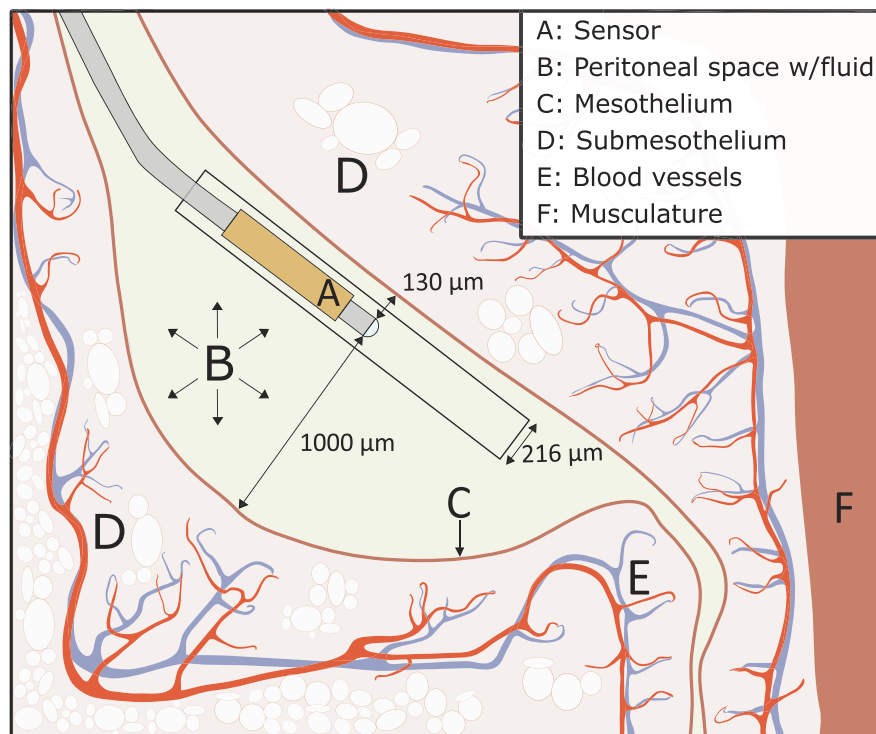 A: Sensor
B: Peritoneal space w/fluid
C: Mesothelium
D: Submesothelium
E: Blood vessels
F: Musculature
D
130 µm
A
B
1000 µm
216 µm
C
F
D
E